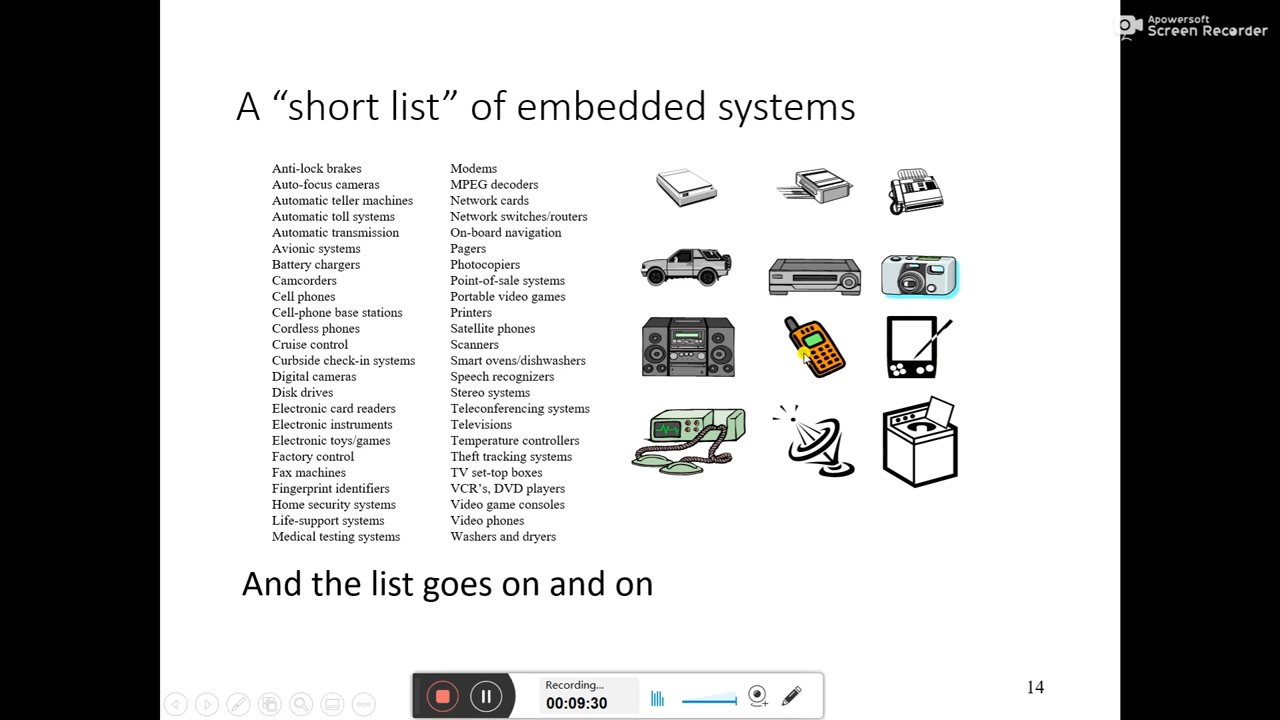 Apowersoft
Screen Recorder
A “short list” of embedded systems
Anti-lock brakes
Auto-focus cameras
Automatic teller machines
Automatic toll systems
Automatic transmission
Avionic systems
Battery chargers
Camcorders
Cell phones
Cell-phone base stations
Cordless phones
Cruise control
Curbside check-in systems
Digital cameras
Disk drives
Electronic card readers
Electronic instruments
Electronic toys/games
Factory control
Fax machines
Fingerprint identifiers
Home security systems
Life-support systems
Medical testing systems
Modems
MPEG decoders
Network cards
Network switches/routers
On-board navigation
Pagers
Photocopiers
Point-of-sale systems
Portable video games
Printers
Satellite phones
Scanners
Smart ovens/dishwashers
Speech recognizers
Stereo systems
Teleconferencing systems
Televisions
Temperature controllers
Theft tracking systems
TV set-top boxes
VCR’s, DVD players
Video game consoles
Video phones
Washers and dryers
And the list goes on and on
14
Recording...
00:09:30